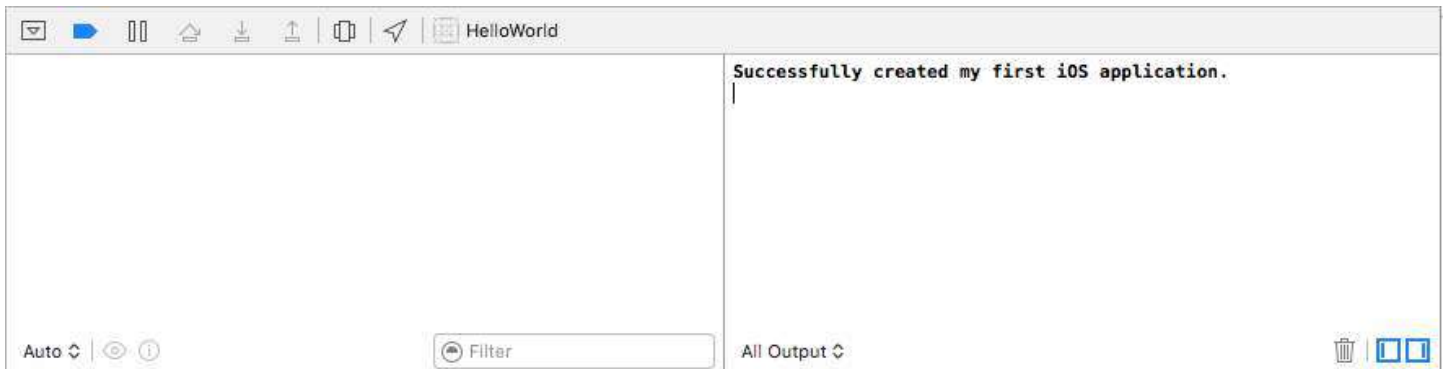 HelloWorld
Successfully created my first iOS application.
Auto
Filter
All Output